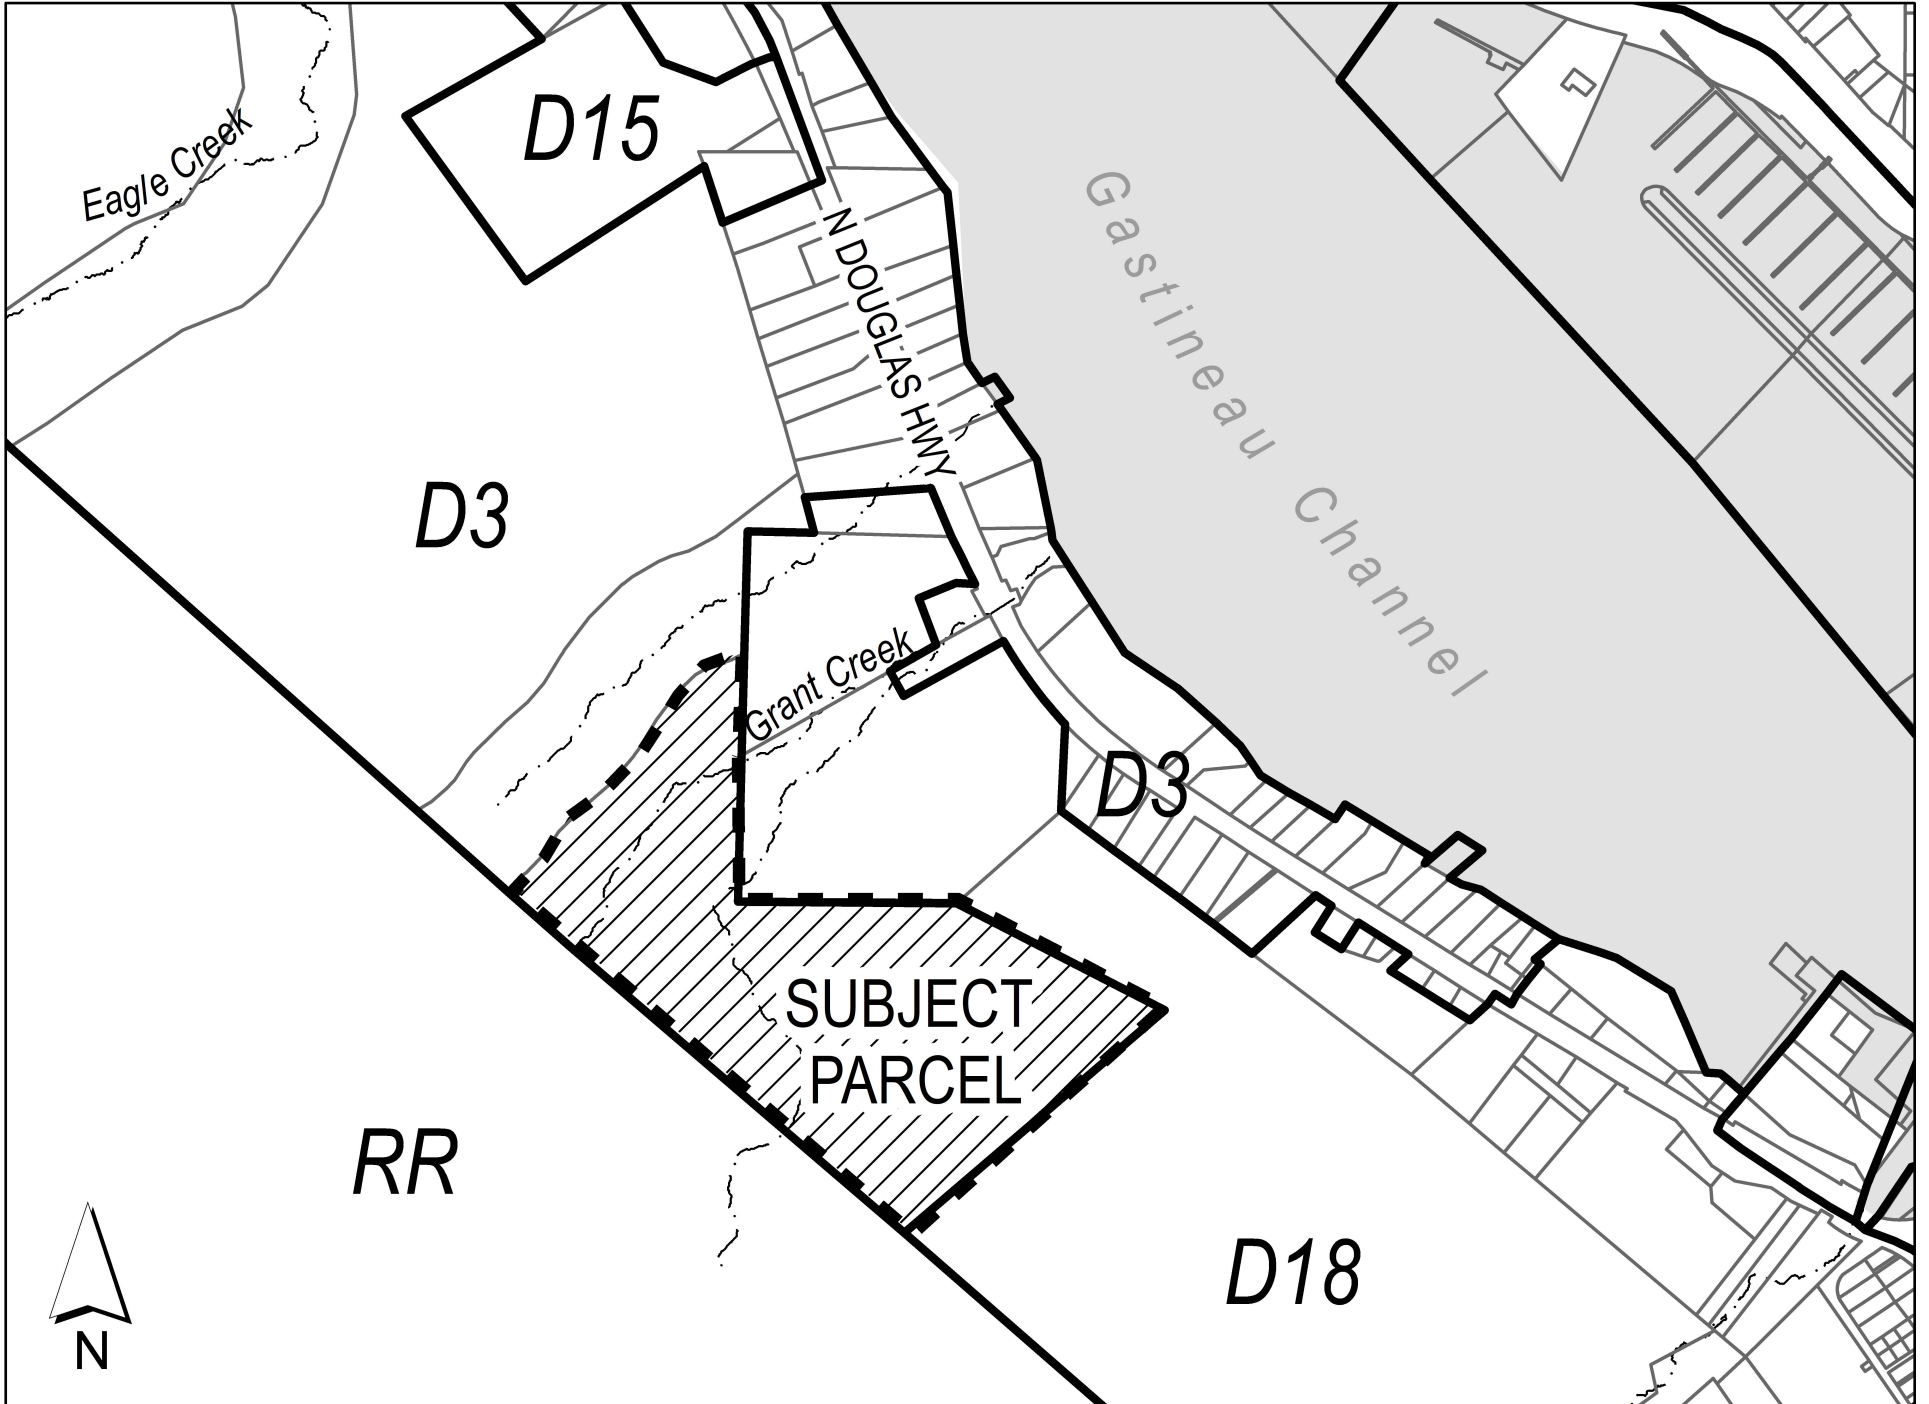 D15
Eagle Creek
Gastineau Channel
N DOUGLAS HWY
D3
Grant Creek
D3
SUBJECT
PARCEL
RR
D18
N